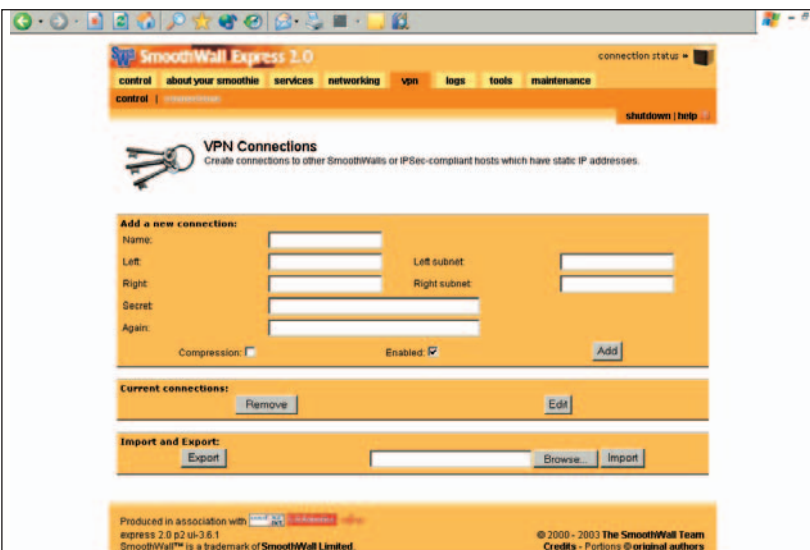 SmoothWall Express 2.0
connection status
control about your smoothie services networking vpn logs tools maintenance
control |
shutdown | help
VPN Connections
Create connections to other SmoothWalls or IPSec-compliant hosts which have static IP addresses.
Add a new connection:
Name:
Left: Left subnet:
Right: Right subnet:
Secret:
Again:
Compression: Enabled: Add
Current connections:
Remove Edit
Import and Export:
Export Browse... Import
Produced in association with
express 2.0 p2 ui-3.6.1
SmoothWall™ is a trademark of SmoothWall Limited.
© 2000 - 2003 The SmoothWall Team
Credits - Portions © original authors